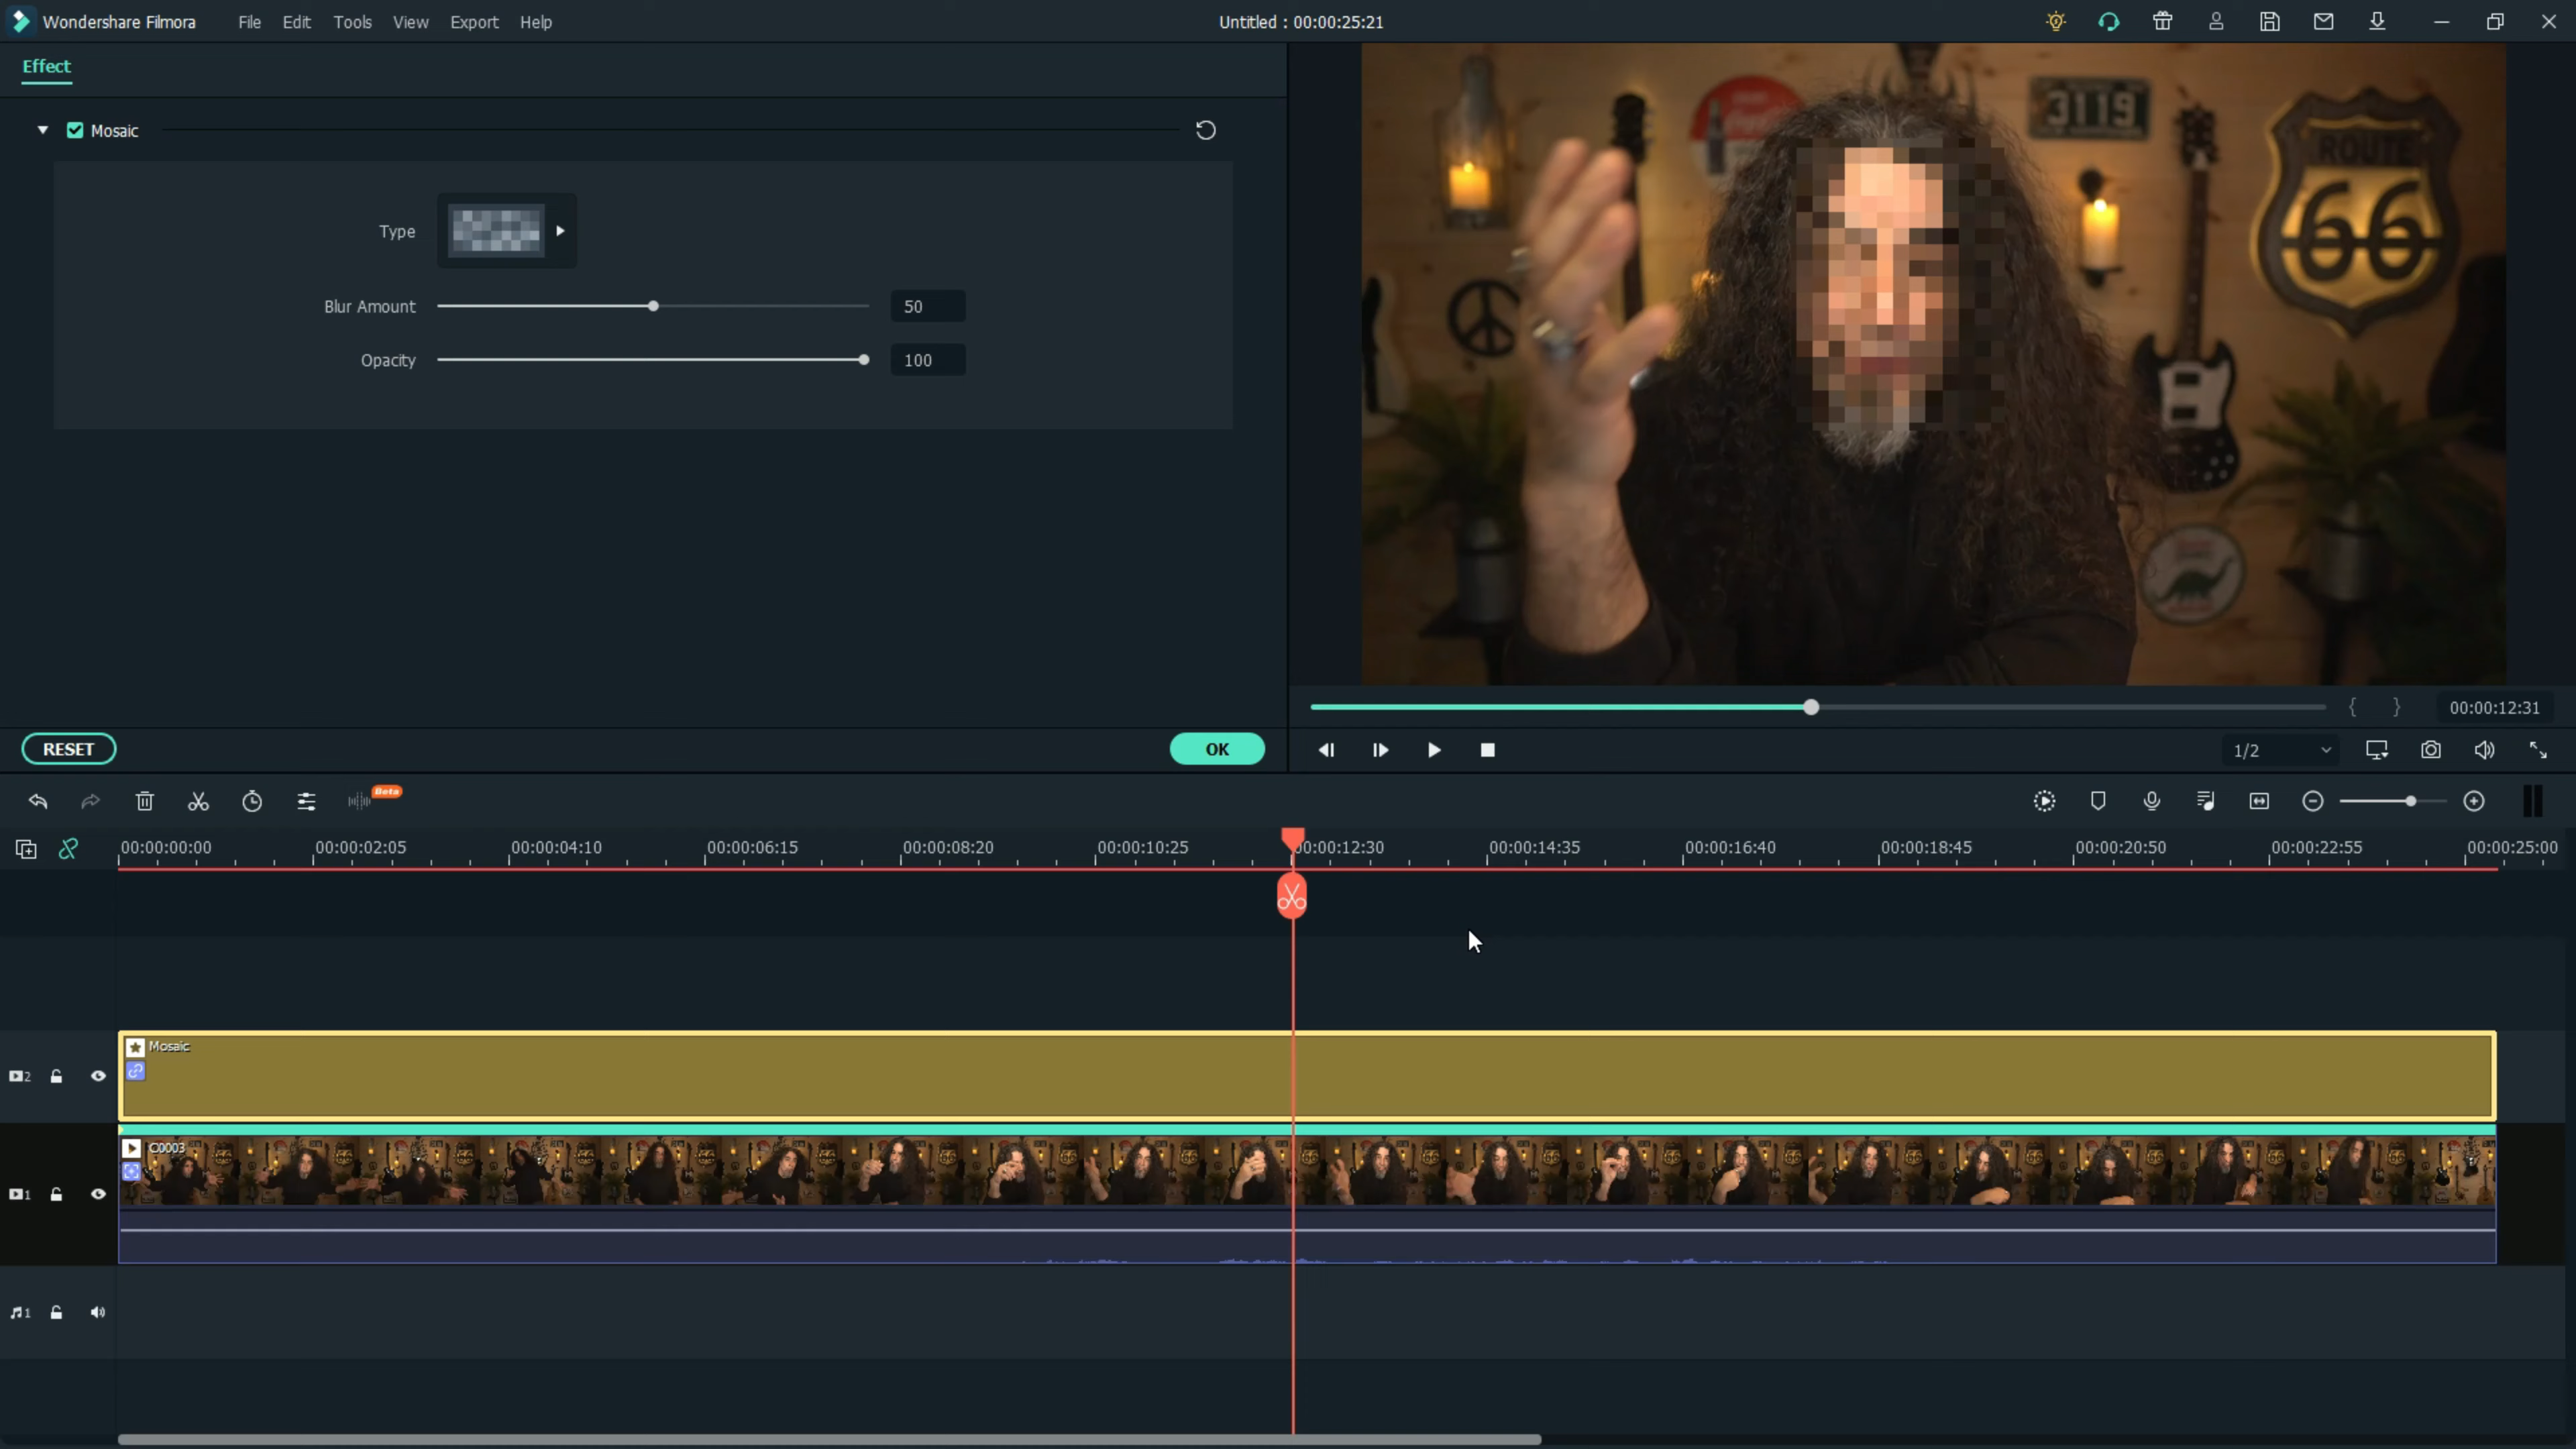 Wondershare Filmora File Edit Tools View Export Help Untitled : 00:00:25:21
Effect
Mosaic
Type
Blur Amount 50
Opacity 100
3119
ROUTE
66
00:00:12:31
RESET OK 1/2
Beta
00:00:00:00 00:00:02:05 00:00:04:10 00:00:06:15 00:00:08:20 00:00:10:25 00:00:12:30 00:00:14:35 00:00:16:40 00:00:18:45 00:00:20:50 00:00:22:55 00:00:25:00
Mosaic
2
C0003
1
1